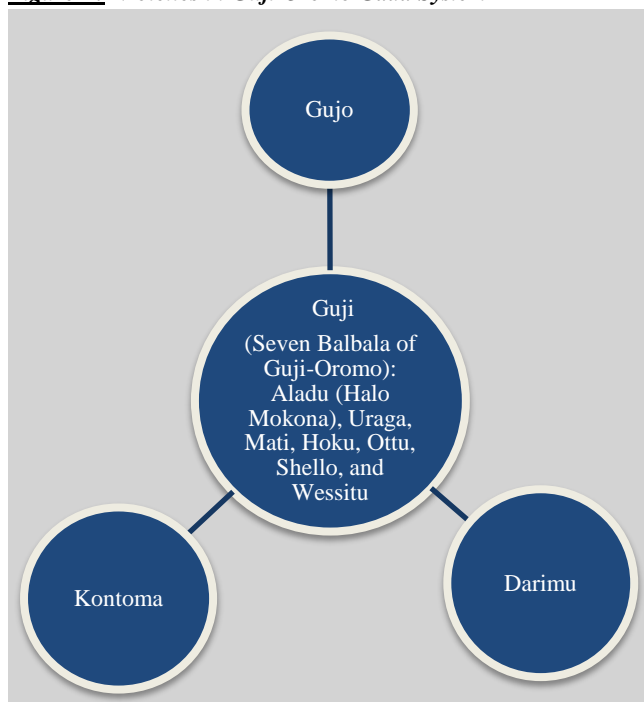 Gujo
Guji
(Seven Balbala of
Guji-Oromo):
Aladu (Halo
Mokona), Uraga,
Mati, Hoku, Ottu,
Shello, and
Wessitu
Kontoma
Darimu